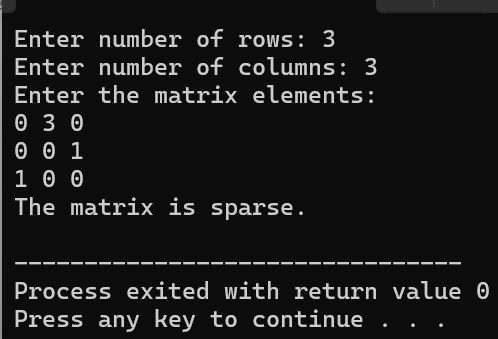 Enter number of rows: 3
Enter number of columns: 3
Enter the matrix elements:
0 3 0
0 0 1
1 0 0
The matrix is sparse.
--------------------------------
Process exited with return value 0
Press any key to continue . . .